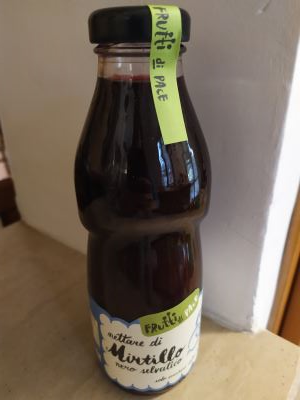 FRUTTI di PACE
FRUTTI di PACE
nettare di
Mirtillo
nero selvatico